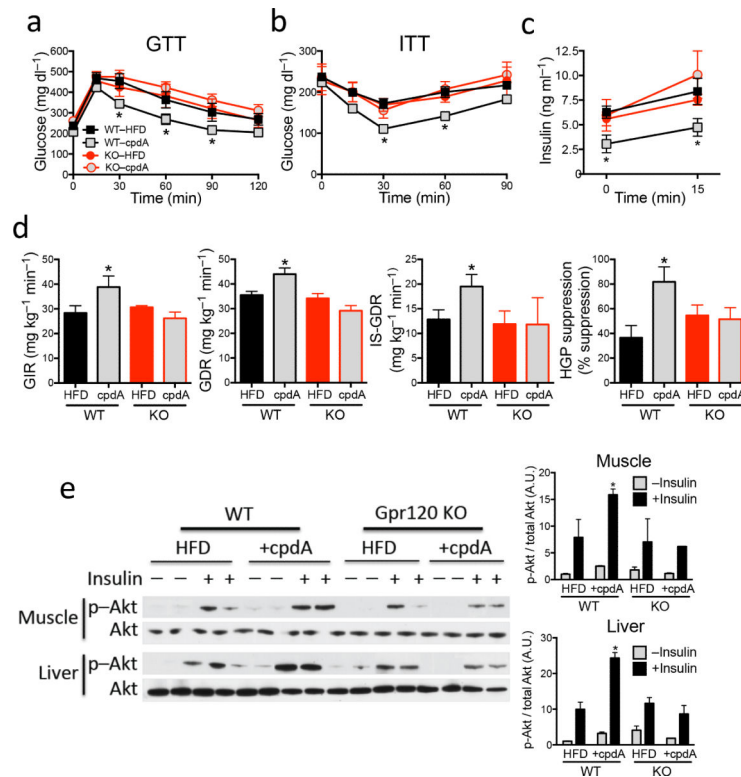 a
GTT
Glucose (mg dl⁻¹)
600
500
400
300
200
100
0
0 30 60 90 120
Time (min)
WT–HFD
WT–cpdA
KO–HFD
KO–cpdA
* * *
b
ITT
Glucose (mg dl⁻¹)
400
300
200
100
0
0 30 60 90
Time (min)
* *
c
Insulin (ng ml⁻¹)
12.5
10.0
7.5
5.0
2.5
0
0 15
Time (min)
* *
d
GIR (mg kg⁻¹ min⁻¹)
50
40
30
20
10
0
*
HFD cpdA HFD cpdA
WT KO
GDR (mg kg⁻¹ min⁻¹)
50
40
30
20
10
0
*
HFD cpdA HFD cpdA
WT KO
IS-GDR
(mg kg⁻¹ min⁻¹)
25
20
15
10
5
0
*
HFD cpdA HFD cpdA
WT KO
HGP suppression
(% suppression)
100
80
60
40
20
0
*
HFD cpdA HFD cpdA
WT KO
e
WT Gpr120 KO
HFD +cpdA HFD +cpdA
Insulin – – + + – – + + – – + + – – + +
Muscle
p–Akt
Akt
Liver
p–Akt
Akt
Muscle
p-Akt / total Akt (A.U.)
20
15
10
5
0
–Insulin
+Insulin
*
HFD +cpdA HFD +cpdA
WT KO
Liver
p-Akt / total Akt (A.U.)
30
20
10
0
–Insulin
+Insulin
*
HFD +cpdA HFD +cpdA
WT KO